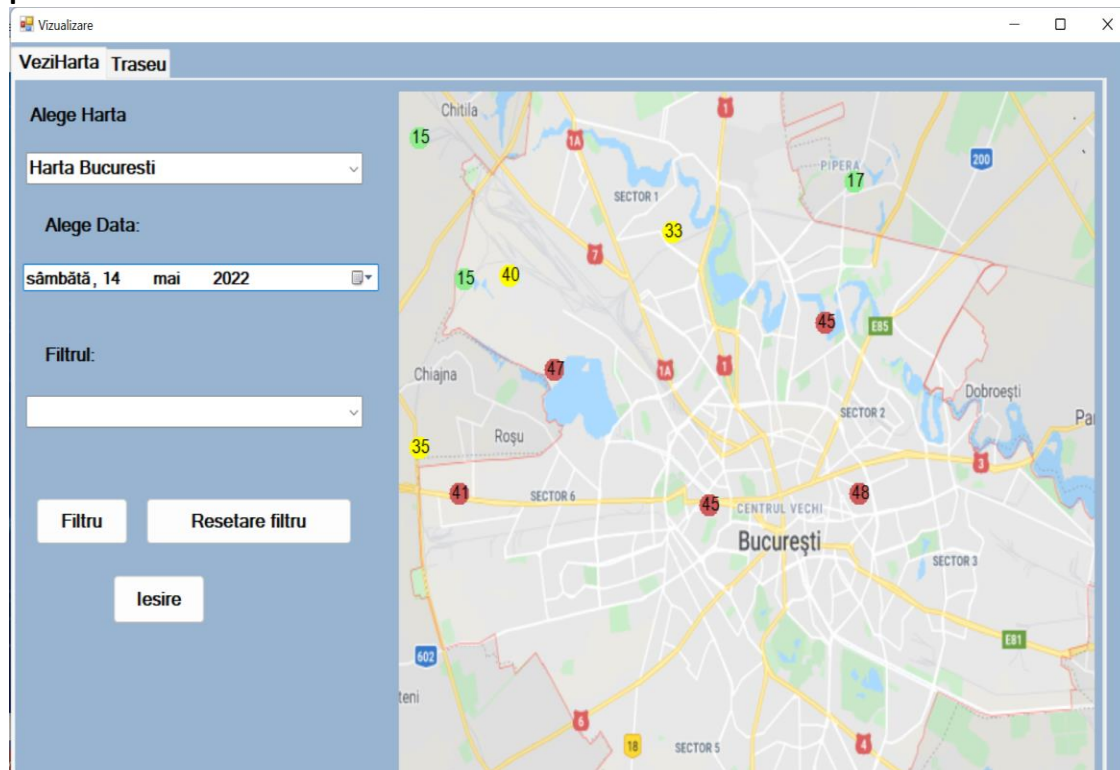 Vizualizare
VeziHarta Traseu
Alege Harta
Harta Bucuresti
Alege Data:
sâmbătă, 14 mai 2022
Filtrul:
Filtru Resetare filtru
Iesire
Chitila
1
15
1A
PIPERA
200
17
SECTOR 1
33
7
15 40
45
E85
47
1A
1
Chiajna
Dobroești
SECTOR 2
Roșu
35
3
41
SECTOR 6
45
CENTRUL VECHI
48
București
SECTOR 3
E81
602
teni
6
18
SECTOR 5
4